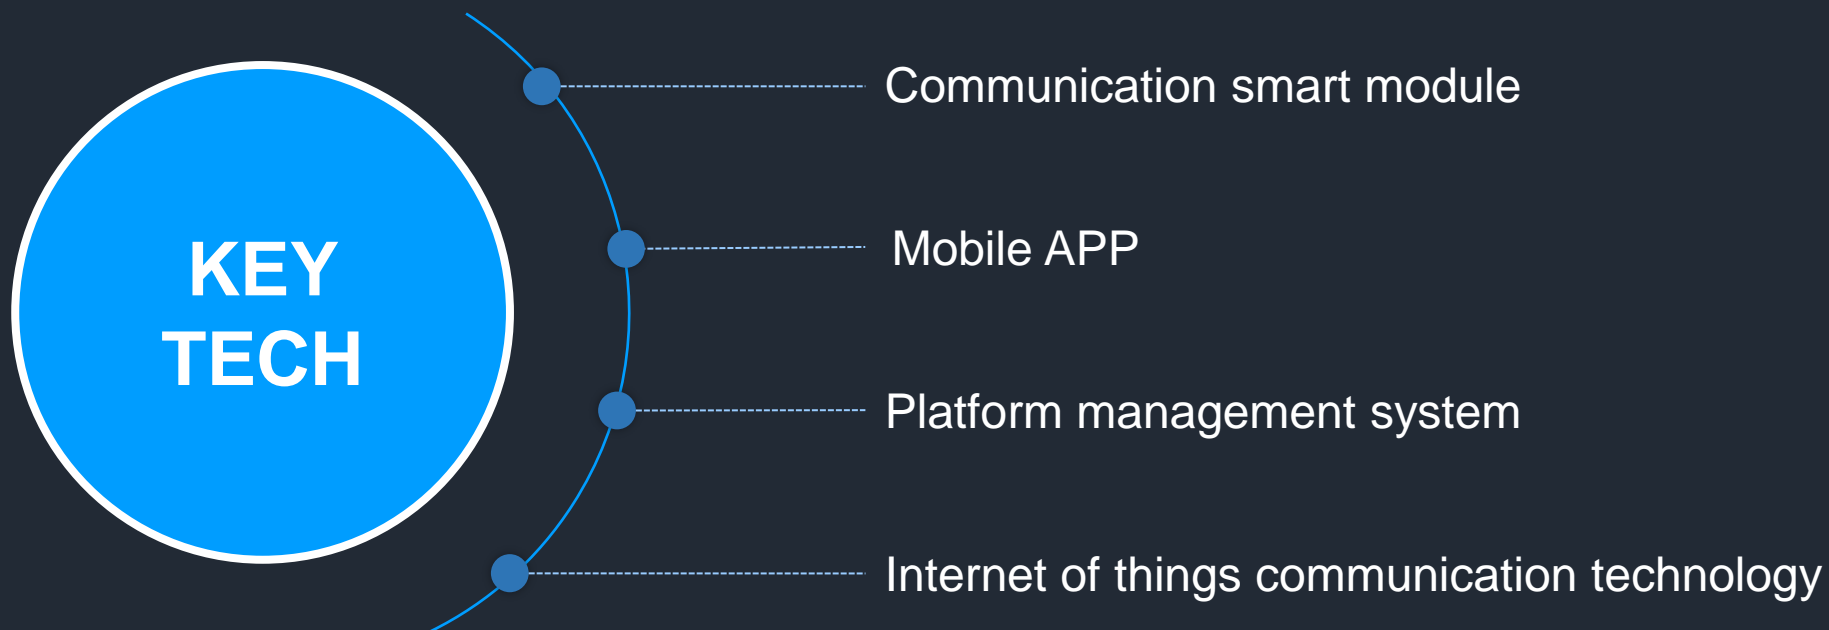 KEY
TECH
Communication smart module
Mobile APP
Platform management system
Internet of things communication technology